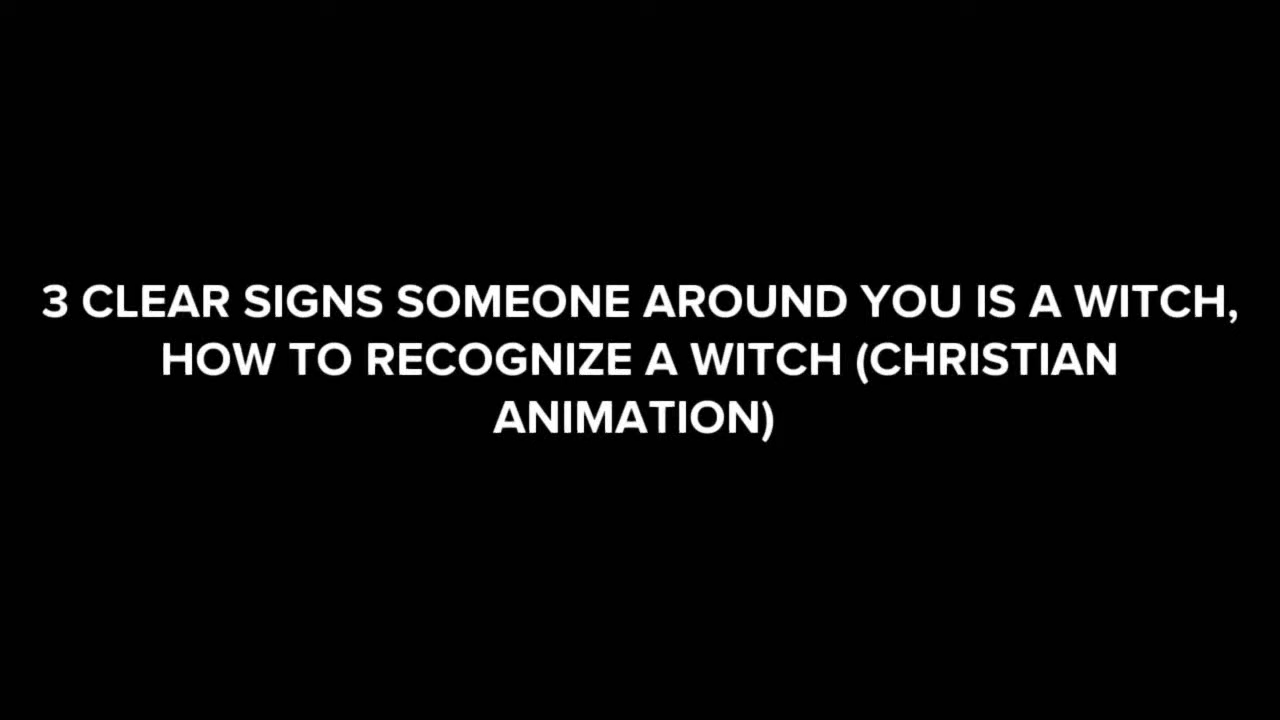 3 CLEAR SIGNS SOMEONE AROUND YOU IS A WITCH,
HOW TO RECOGNIZE A WITCH (CHRISTIAN
ANIMATION)